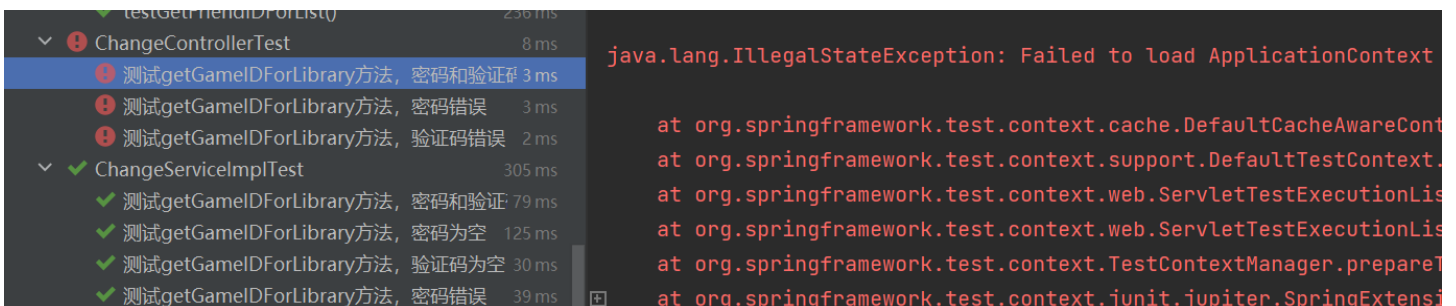 testGetFriendIDForList() 256 ms
ChangeControllerTest 8 ms
测试getGameIDForLibrary方法，密码和验证码 3 ms
测试getGameIDForLibrary方法，密码错误 3 ms
测试getGameIDForLibrary方法，验证码错误 2 ms
ChangeServiceImplTest 305 ms
测试getGameIDForLibrary方法，密码和验证 79 ms
测试getGameIDForLibrary方法，密码为空 125 ms
测试getGameIDForLibrary方法，验证码为空 30 ms
测试getGameIDForLibrary方法，密码错误 39 ms
java.lang.IllegalStateException: Failed to load ApplicationContext
at org.springframework.test.context.cache.DefaultCacheAwareCont
at org.springframework.test.context.support.DefaultTestContext.
at org.springframework.test.context.web.ServletTestExecutionLis
at org.springframework.test.context.web.ServletTestExecutionLis
at org.springframework.test.context.TestContextManager.prepareT
at org.springframework.test.context.junit.jupiter.SpringExtensi